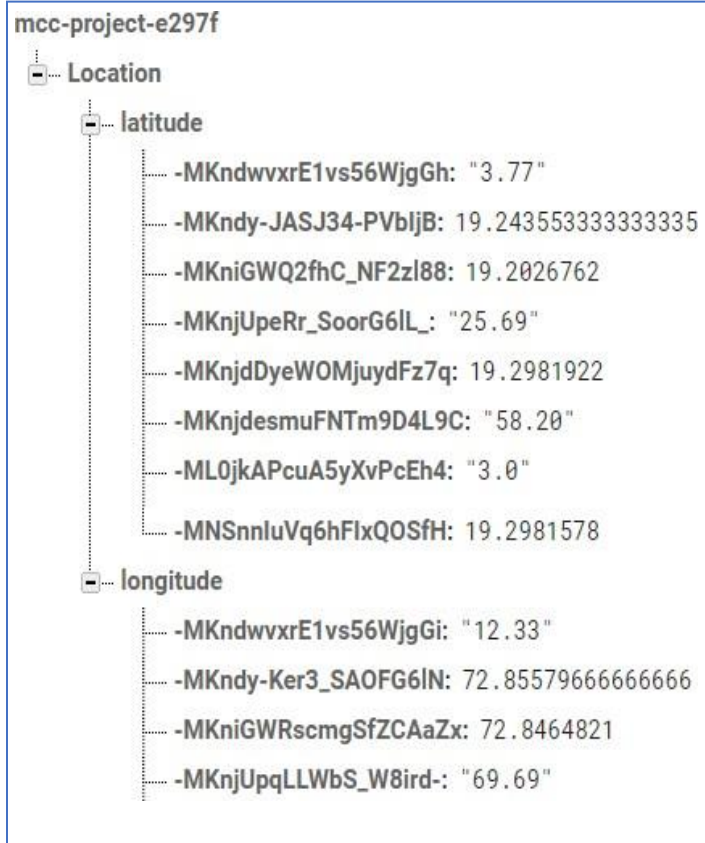 mcc-project-e297f
Location
latitude
-MKndwvxrE1vs56WjgGh: "3.77"
-MKndy-JASJ34-PVbljB: 19.243553333333335
-MKniGWQ2fhC_NF2zl88: 19.2026762
-MKnjUpeRr_SoorG6lL_: "25.69"
-MKnjdDyeWOMjuydFz7q: 19.2981922
-MKnjdesmuFNTm9D4L9C: "58.20"
-ML0jkAPcuA5yXvPcEh4: "3.0"
-MNSnnluVq6hFlxQOSfH: 19.2981578
longitude
-MKndwvxrE1vs56WjgGi: "12.33"
-MKndy-Ker3_SAOFG6lN: 72.85579666666666
-MKniGWRscmgSfZCAaZx: 72.8464821
-MKnjUpqLLWbS_W8ird-: "69.69"